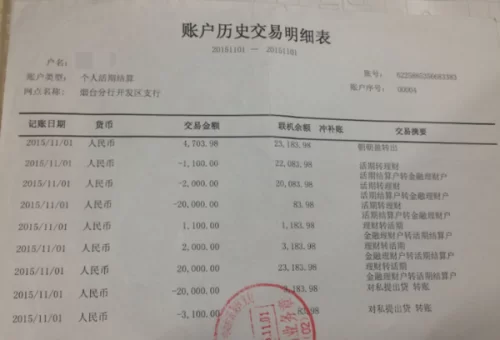 账户历史交易明细表
20151101 — 20151101
户名:
账户类型: 个人活期结算 账号:
网点名称: 烟台分行开发区支行 账户序号: 00004
记账日期 货币 交易金额 联机余额 冲补账 交易摘要
2015/11/01 人民币 4,703.98 23,183.98
2015/11/01 人民币 -1,100.00 22,083.98 活期转理财
活期结算户转金融理财户
2015/11/01 人民币 -2,000.00 20,083.98 活期转理财
活期结算户转金融理财户
2015/11/01 人民币 -20,000.00 83.98 活期转理财
活期结算户转金融理财户
2015/11/01 人民币 1,100.00 1,183.98 理财转活期
金融理财户转活期结算户
2015/11/01 人民币 2,000.00 3,183.98 理财转活期
金融理财户转活期结算户
2015/11/01 人民币 20,000.00 23,183.98 理财转活期
金融理财户转活期结算户
2015/11/01 人民币 -20,000.00 3,183.98 对私提出贷 转账
2015/11/01 人民币 -3,100.00 83.98 对私提出贷 转账